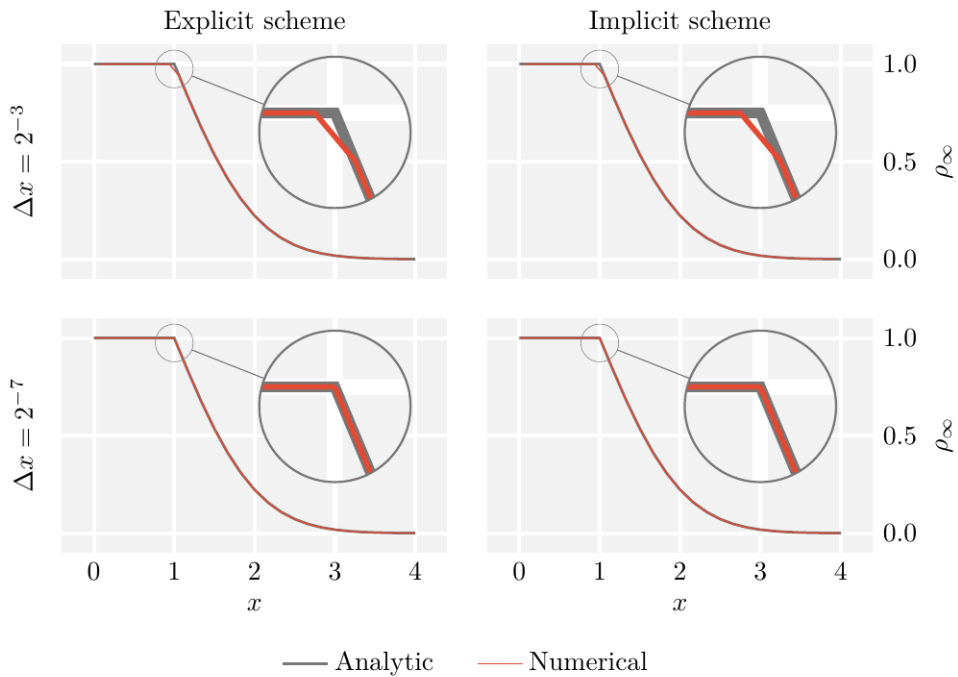 Explicit scheme
Implicit scheme
Δx = 2⁻³
1.0
0.5
0.0
ρ∞
Δx = 2⁻⁷
1.0
0.5
0.0
ρ∞
0 1 2 3 4
0 1 2 3 4
x
x
Analytic
Numerical